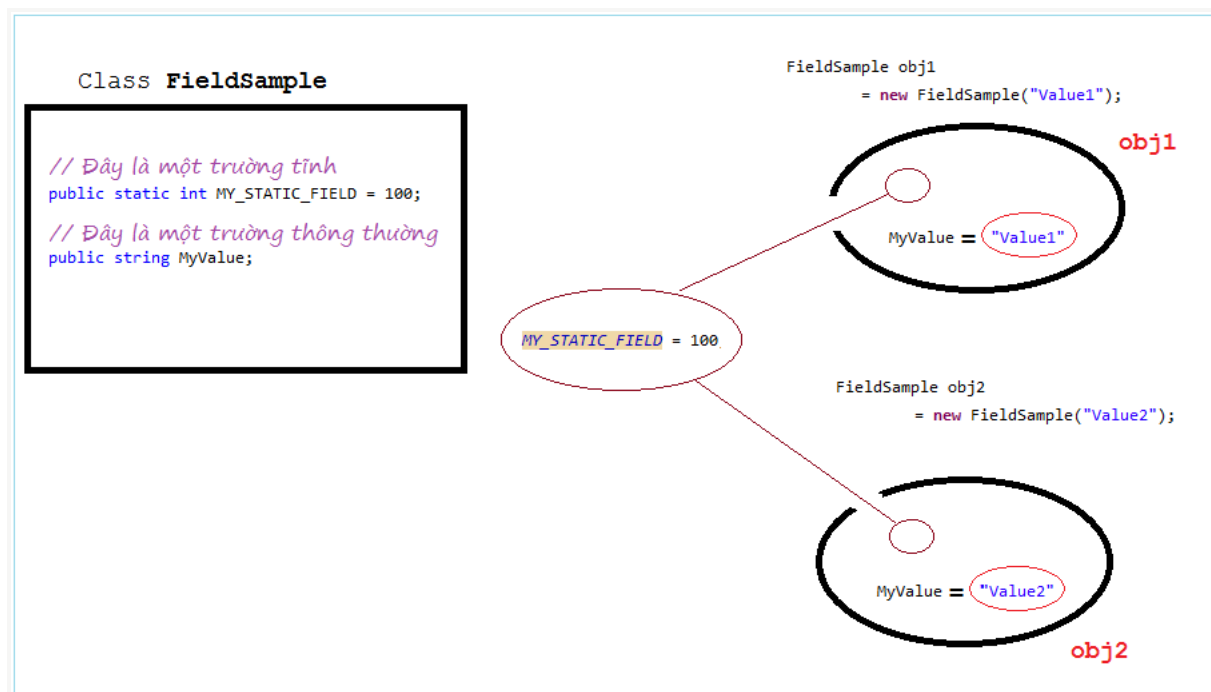 Class FieldSample
// Đây là một trường tĩnh
public static int MY_STATIC_FIELD = 100;
// Đây là một trường thông thường
public string MyValue;
MY_STATIC_FIELD = 100
FieldSample obj1
= new FieldSample("Value1");
obj1
MyValue = "Value1"
FieldSample obj2
= new FieldSample("Value2");
MyValue = "Value2"
obj2